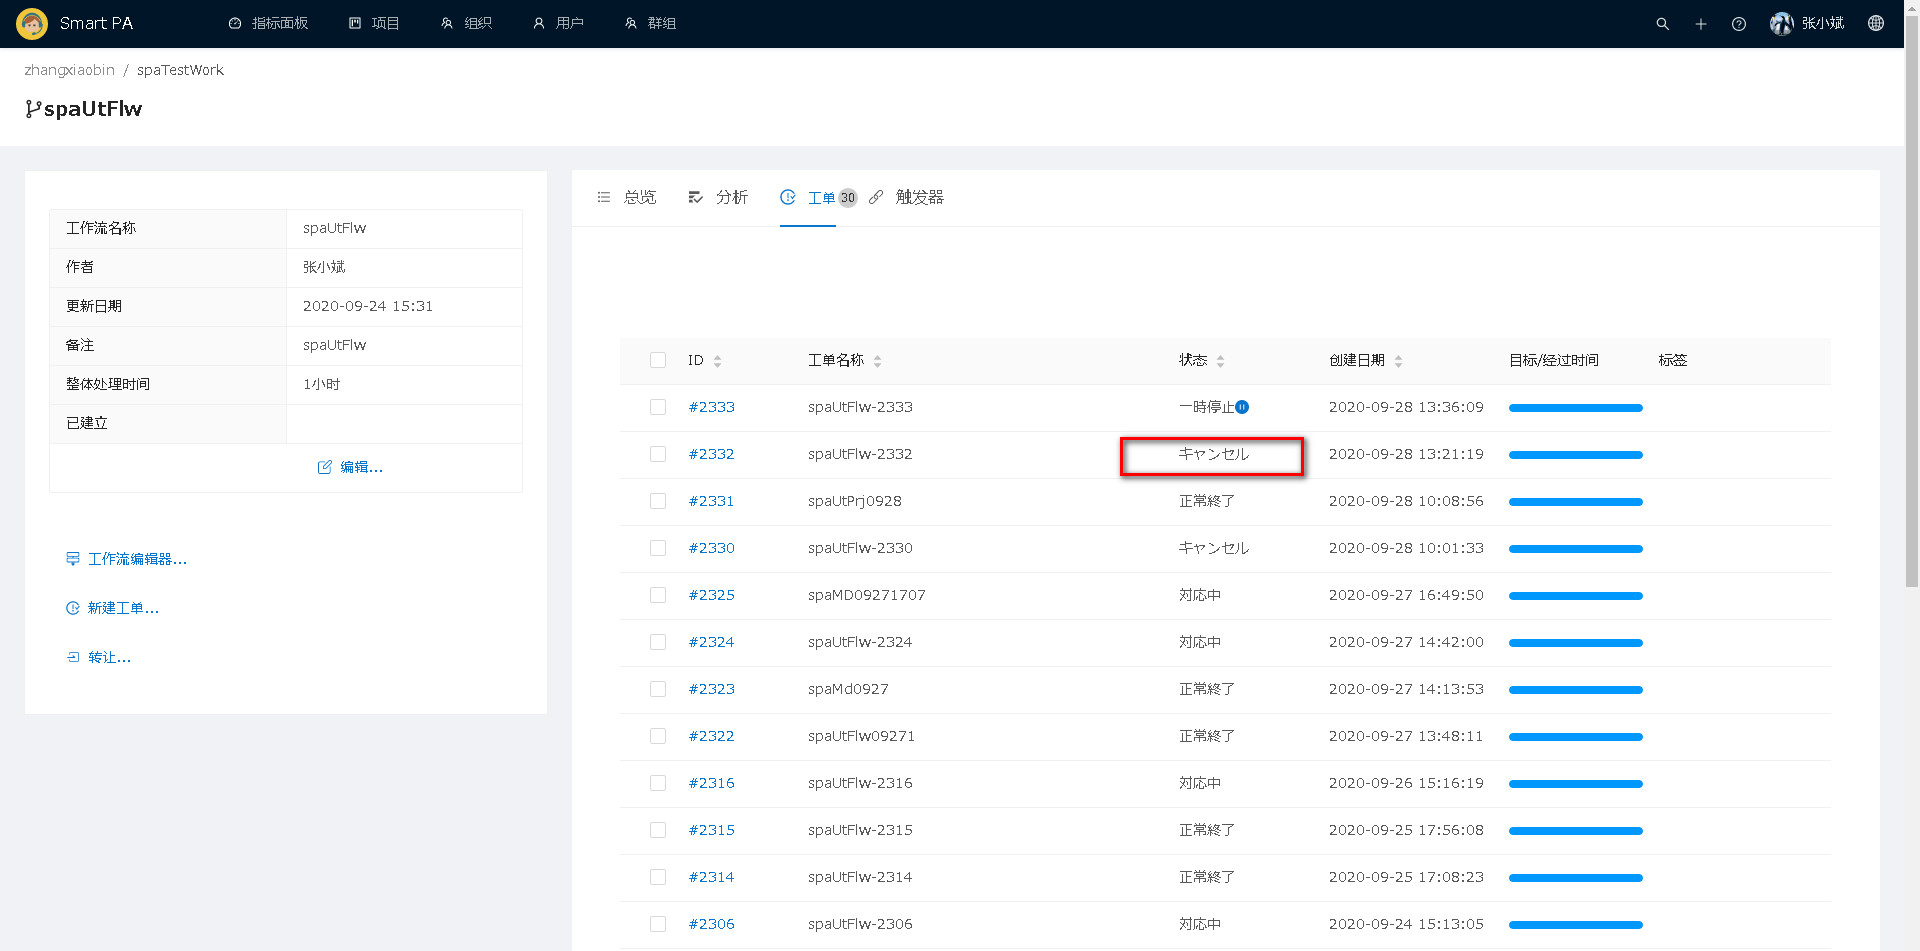 Smart PA 指标面板 项目 组织 用户 群组 张小斌
zhangxiaobin / spaTestWork
spaUtFlw
工作流名称 spaUtFlw
作者 张小斌
更新日期 2020-09-24 15:31
备注 spaUtFlw
整体处理时间 1小时
已建立
编辑...
工作流编辑器...
新建工单...
转让...
总览 分析 工单 30 触发器
ID 工单名称 状态 创建日期 目标/经过时间 标签
#2333 spaUtFlw-2333 一時停止 2020-09-28 13:36:09
#2332 spaUtFlw-2332 キャンセル 2020-09-28 13:21:19
#2331 spaUtPrj0928 正常終了 2020-09-28 10:08:56
#2330 spaUtFlw-2330 キャンセル 2020-09-28 10:01:33
#2325 spaMD09271707 対応中 2020-09-27 16:49:50
#2324 spaUtFlw-2324 対応中 2020-09-27 14:42:00
#2323 spaMd0927 正常終了 2020-09-27 14:13:53
#2322 spaUtFlw09271 正常終了 2020-09-27 13:48:11
#2316 spaUtFlw-2316 対応中 2020-09-26 15:16:19
#2315 spaUtFlw-2315 正常終了 2020-09-25 17:56:08
#2314 spaUtFlw-2314 正常終了 2020-09-25 17:08:23
#2306 spaUtFlw-2306 対応中 2020-09-24 15:13:05